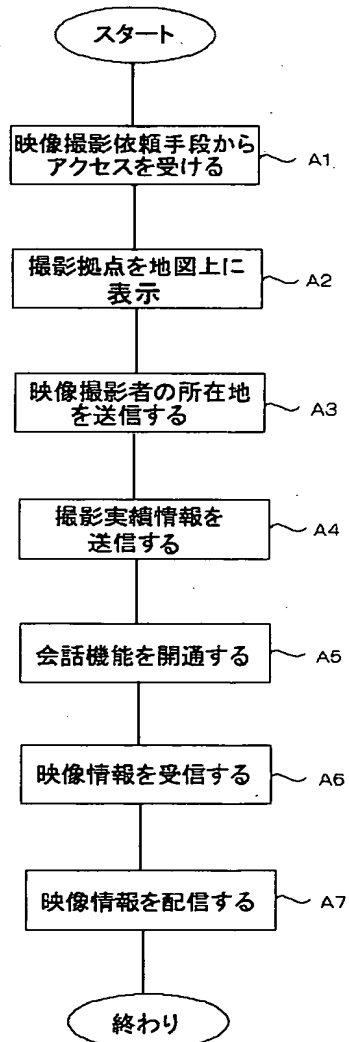 スタート
映像撮影依頼手段から
アクセスを受ける
A1
撮影拠点を地図上に
表示
A2
映像撮影者の所在地
を送信する
A3
撮影実績情報を
送信する
A4
会話機能を開通する
A5
映像情報を受信する
A6
映像情報を配信する
A7
終わり